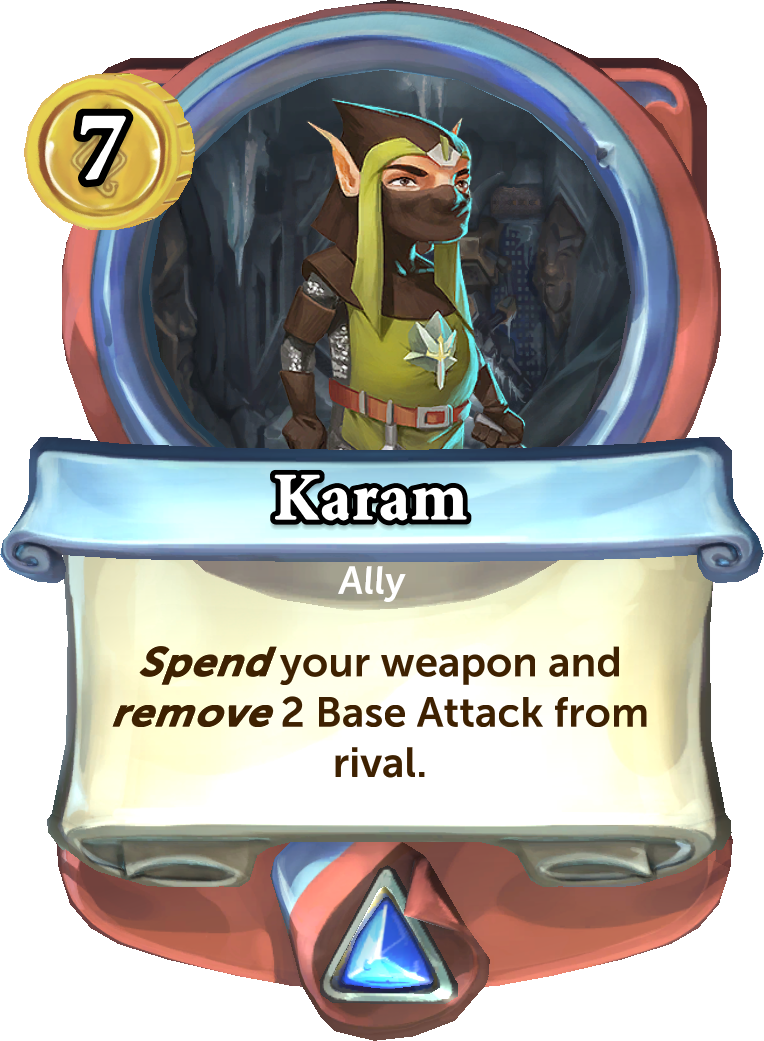 7
Karam
Ally
Spend your weapon and
remove 2 Base Attack from
rival.